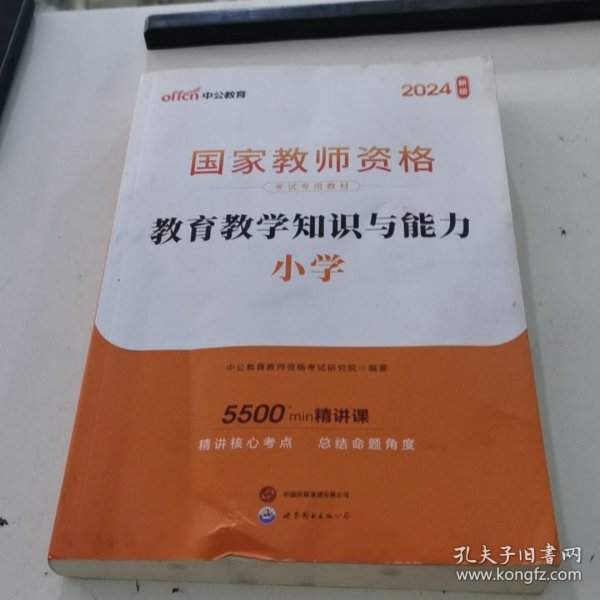 offcn 中公教育
2024 新版
国家教师资格
考试专用教材
教育教学知识与能力
小学
中公教育教师资格考试研究院◎编著
5500+min精讲课
精讲核心考点 总结命题角度
中国出版集团有限公司
世界图书出版公司
孔夫子旧书网
www.kongfz.com